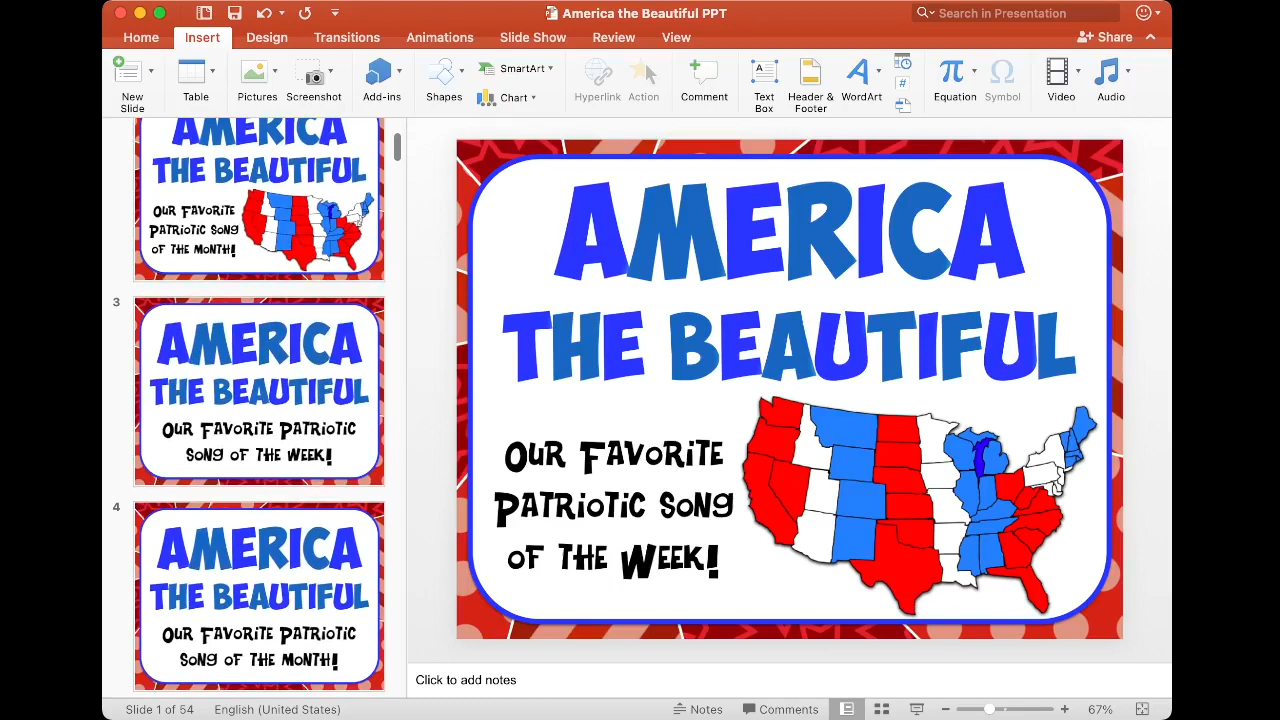 America the Beautiful PPT
Search in Presentation
Home Insert Design Transitions Animations Slide Show Review View
Share
New Slide
Table
Pictures
Screenshot
Add-ins
Shapes
SmartArt
Chart
Hyperlink
Action
Comment
Text Box
Header & Footer
WordArt
Equation
Symbol
Video
Audio
AMERICA
THE BEAUTIFUL
OUR FAVORITE
PATRIOTIC SONG
OF THE MONTH!
3
AMERICA
THE BEAUTIFUL
OUR FAVORITE PATRIOTIC
SONG OF THE WEEK!
4
AMERICA
THE BEAUTIFUL
OUR FAVORITE PATRIOTIC
SONG OF THE MONTH!
AMERICA
THE BEAUTIFUL
OUR FAVORITE
PATRIOTIC SONG
OF THE WEEK!
Click to add notes
Slide 1 of 54 English (United States) Notes Comments 67%